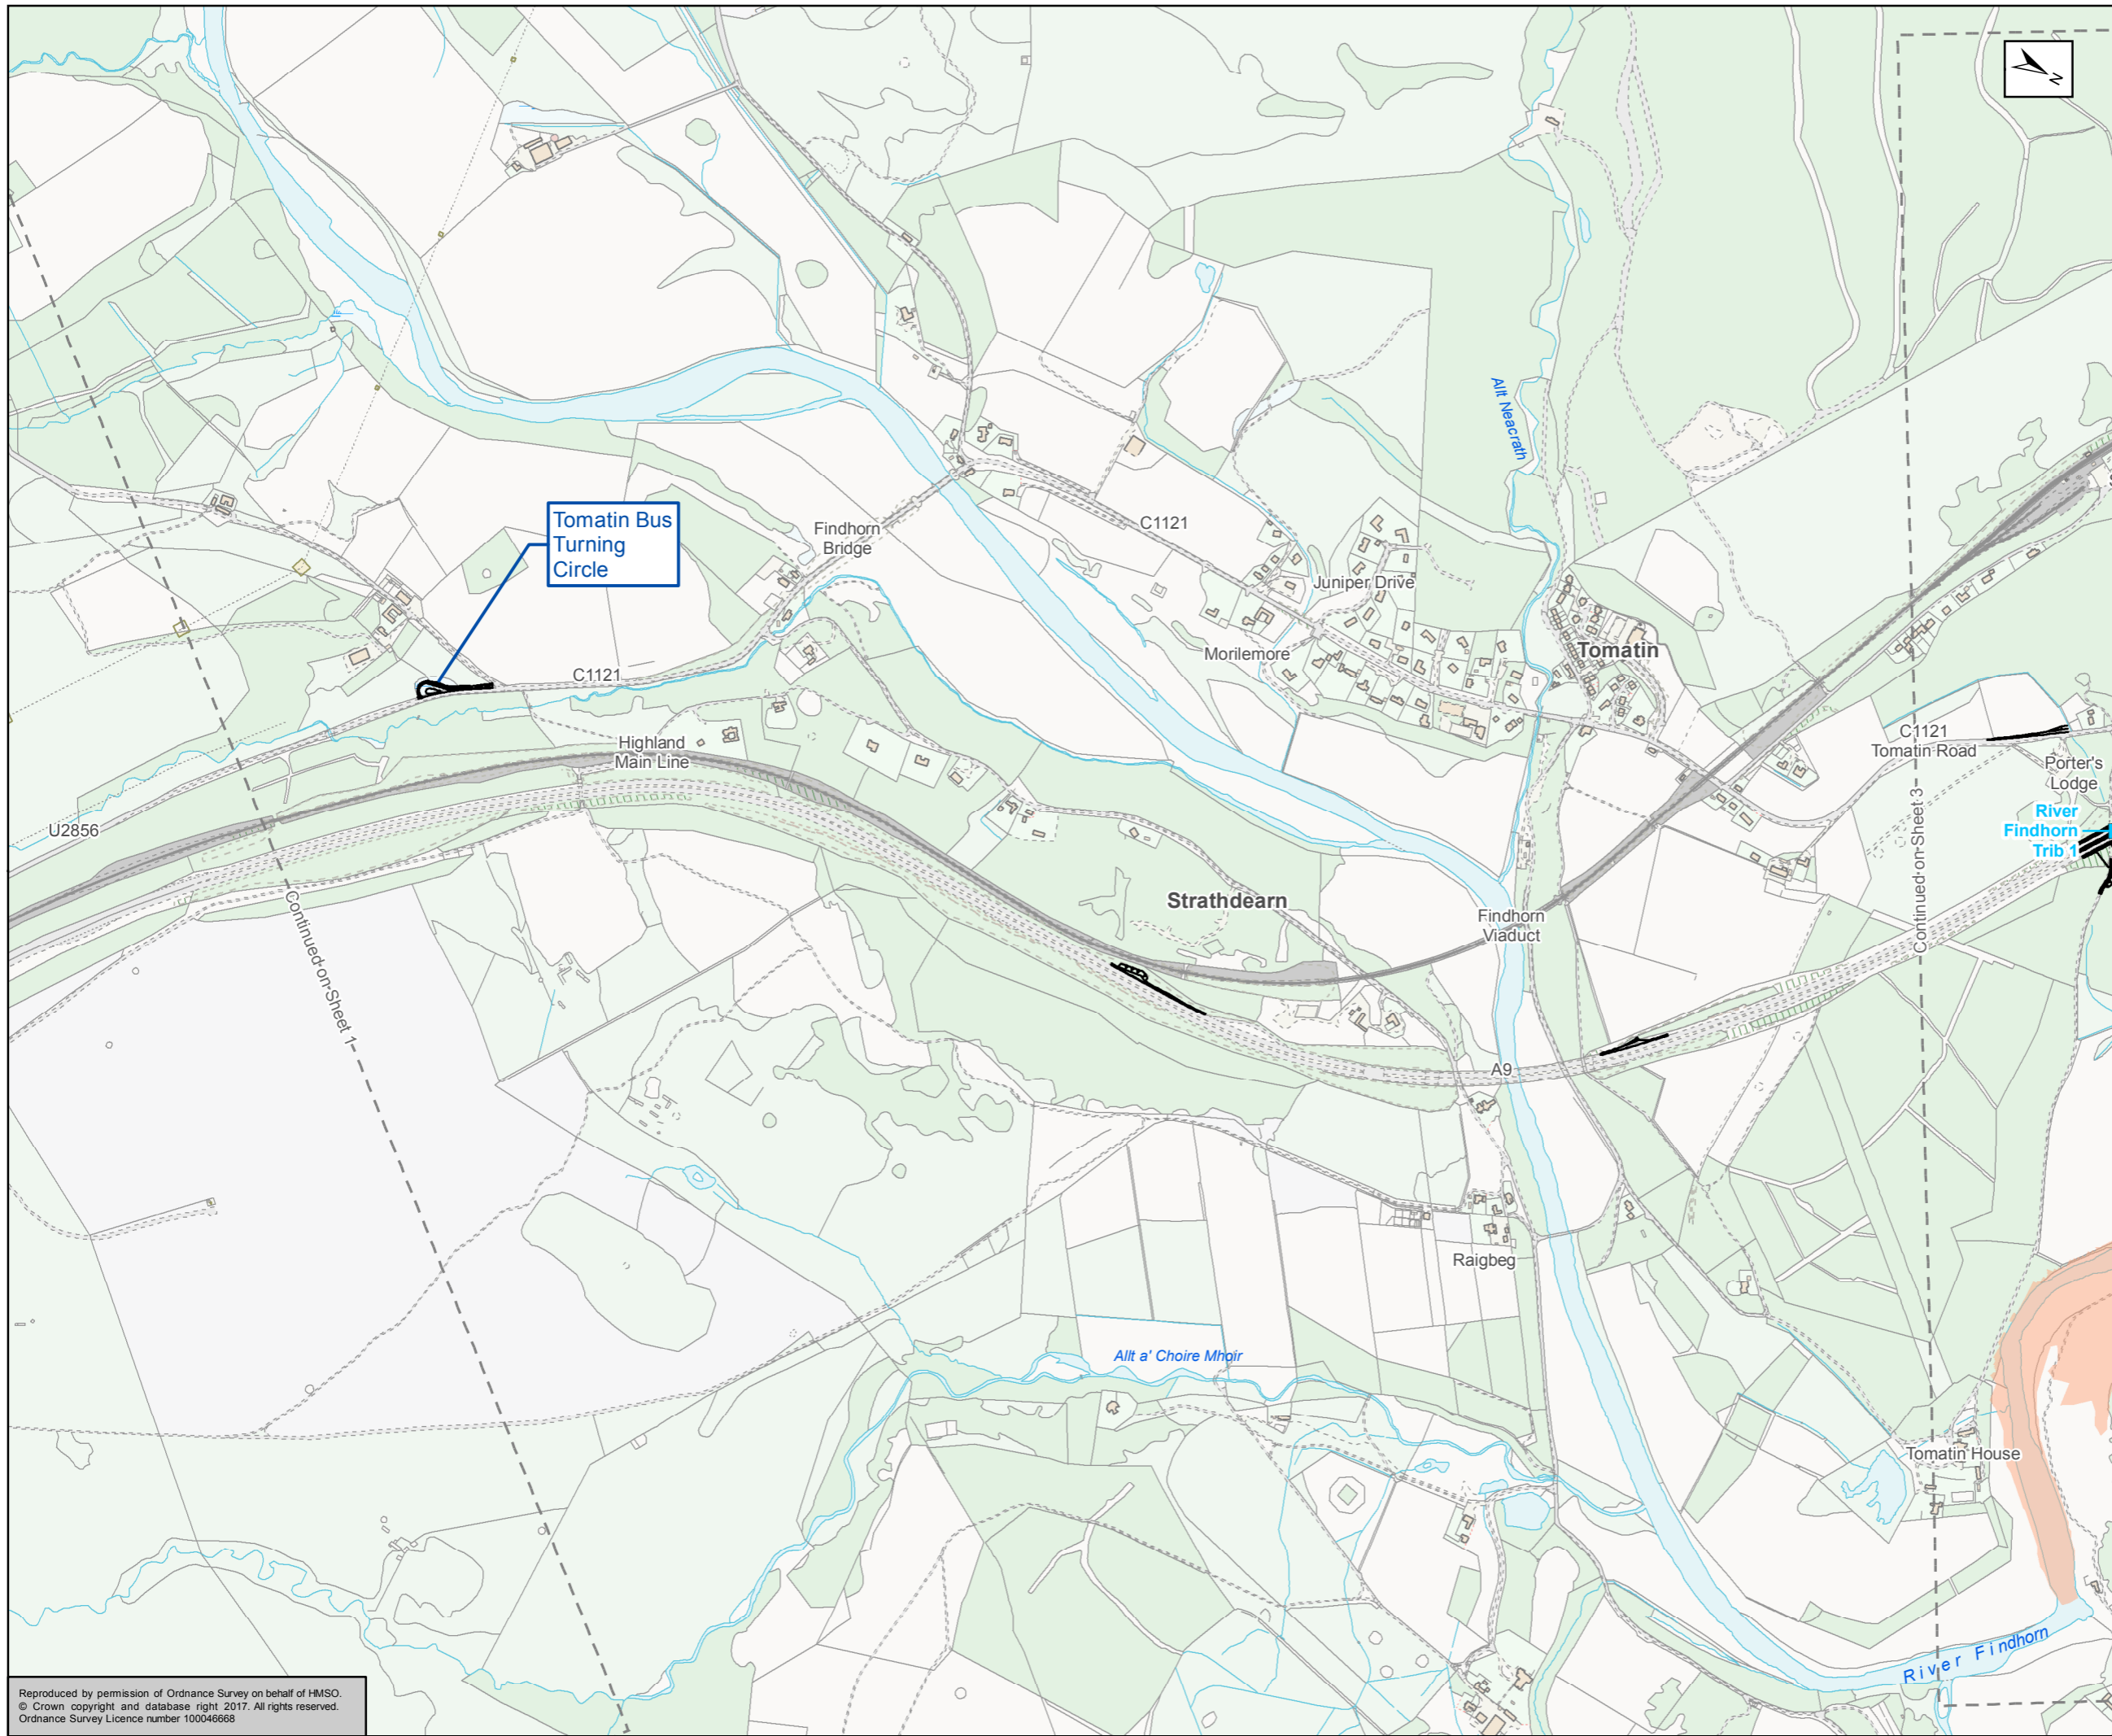 N
Allt Neacrath
Tomatin Bus
Turning
Circle
Findhorn
Bridge
C1121
Juniper Drive
Morilemore
Tomatin
C1121
Highland
Main Line
C1121
Tomatin Road
Porter's
Lodge
River
Findhorn
Trib 1
U2856
Continued on Sheet 3
Strathdearn
Findhorn
Viaduct
Continued on Sheet 1
A9
Raigbeg
Allt a' Choire Mhoir
Tomatin House
River Findhorn
Reproduced by permission of Ordnance Survey on behalf of HMSO.
© Crown copyright and database right 2017. All rights reserved.
Ordnance Survey Licence number 100046668